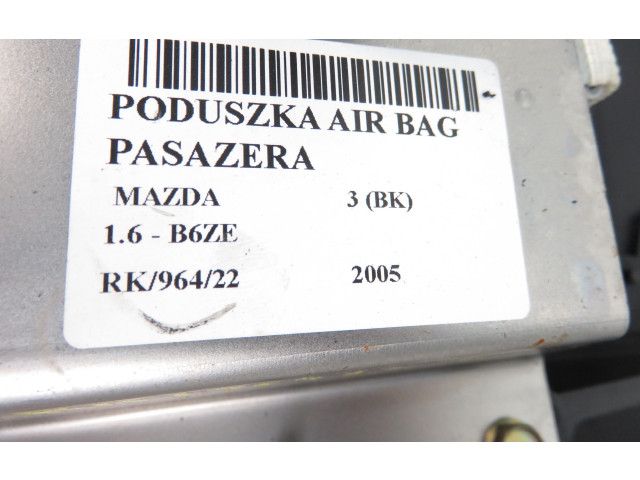 PODUSZKA AIR BAG
PASAZERA
MAZDA 3 (BK)
1.6 - B6ZE
RK/964/22 2005